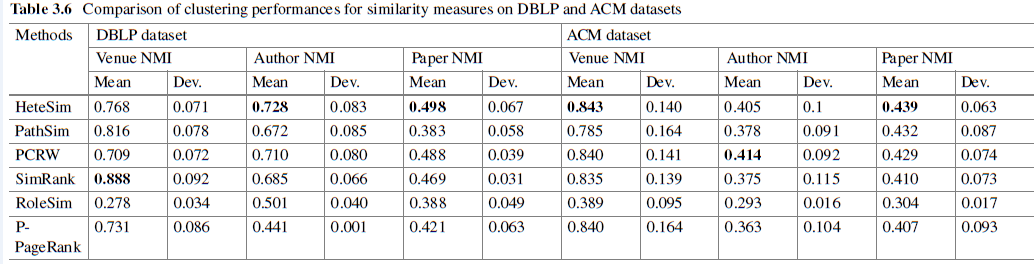 Table 3.6 Comparison of clustering performances for similarity measures on DBLP and ACM datasets
Methods DBLP dataset ACM dataset
Venue NMI Author NMI Paper NMI Venue NMI Author NMI Paper NMI
Mean Dev. Mean Dev. Mean Dev. Mean Dev. Mean Dev. Mean Dev.
HeteSim 0.768 0.071 0.728 0.083 0.498 0.067 0.843 0.140 0.405 0.1 0.439 0.063
PathSim 0.816 0.078 0.672 0.085 0.383 0.058 0.785 0.164 0.378 0.091 0.432 0.087
PCRW 0.709 0.072 0.710 0.080 0.488 0.039 0.840 0.141 0.414 0.092 0.429 0.074
SimRank 0.888 0.092 0.685 0.066 0.469 0.031 0.835 0.139 0.375 0.115 0.410 0.073
RoleSim 0.278 0.034 0.501 0.040 0.388 0.049 0.389 0.095 0.293 0.016 0.304 0.017
P- 0.731 0.086 0.441 0.001 0.421 0.063 0.840 0.164 0.363 0.104 0.407 0.093
PageRank